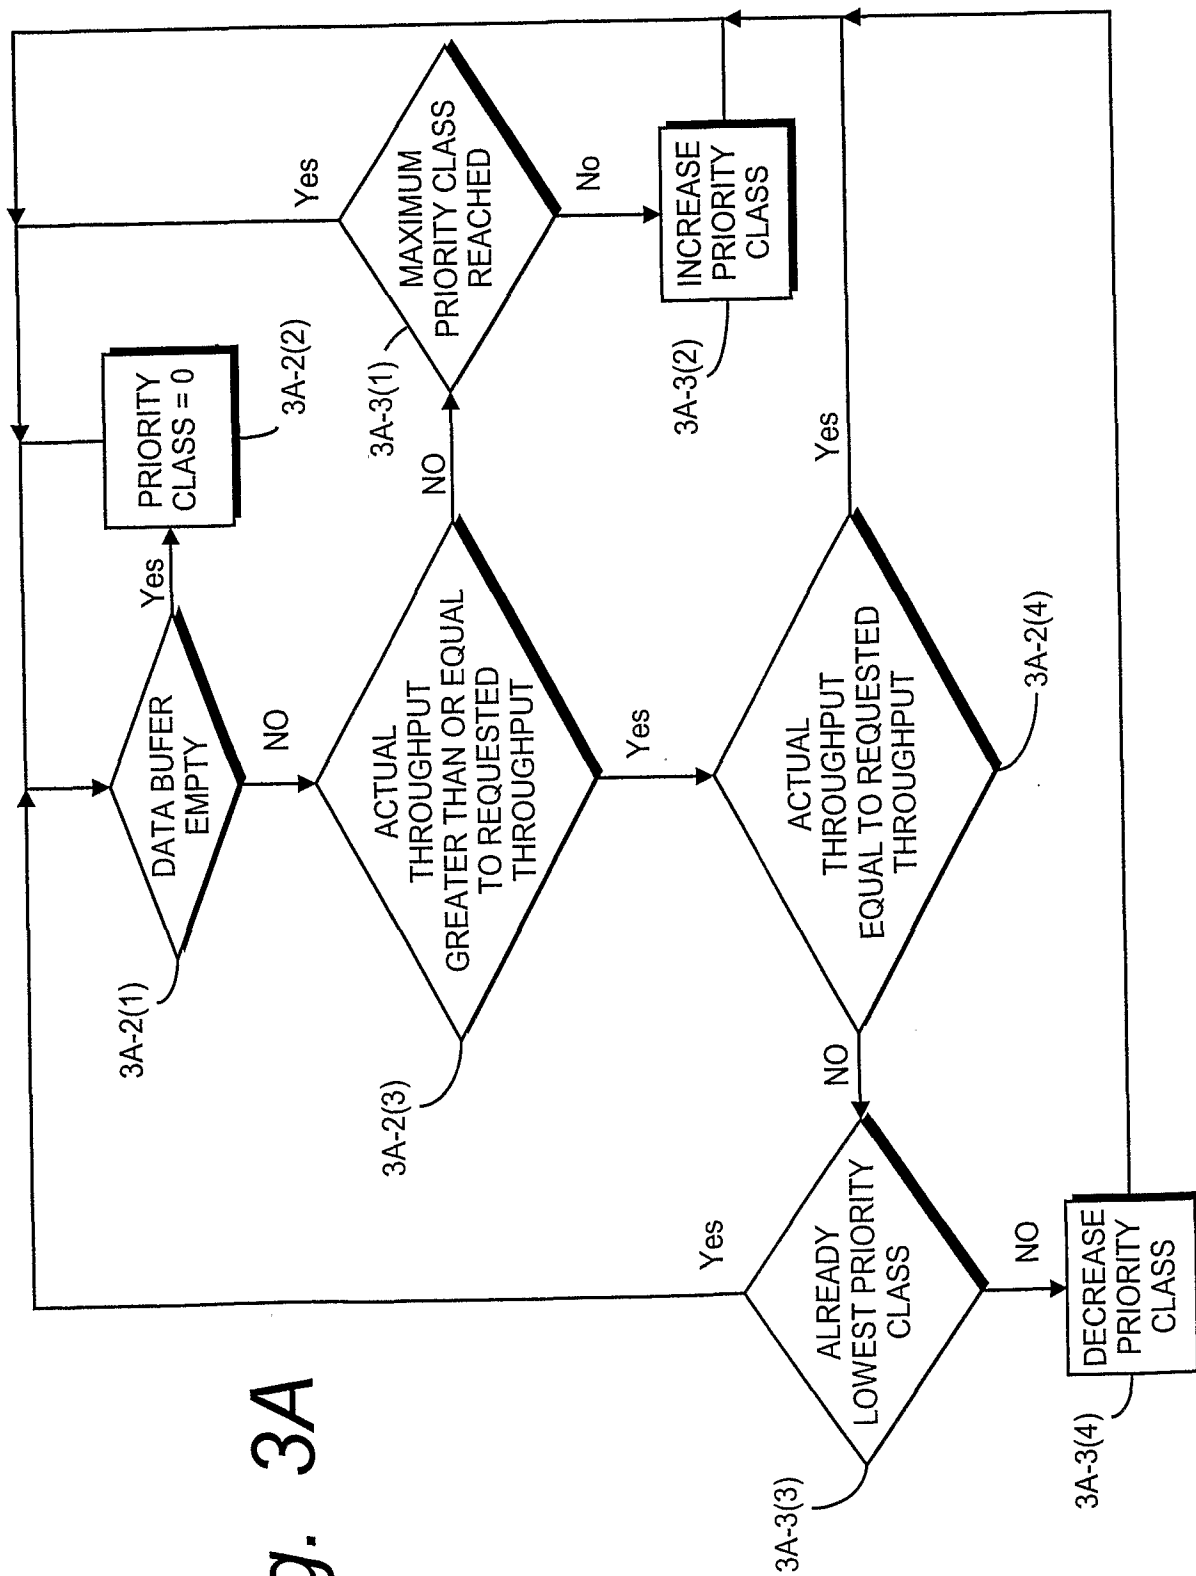 DATA BUFER
EMPTY
3A-2(1)
Yes
PRIORITY
CLASS = 0
3A-2(2)
NO
ACTUAL
THROUGHPUT
GREATER THAN OR EQUAL
TO REQUESTED
THROUGHPUT
3A-2(3)
NO
MAXIMUM
PRIORITY CLASS
REACHED
3A-3(1)
Yes
No
INCREASE
PRIORITY
CLASS
3A-3(2)
Yes
ACTUAL
THROUGHPUT
EQUAL TO REQUESTED
THROUGHPUT
3A-2(4)
Yes
NO
ALREADY
LOWEST PRIORITY
CLASS
3A-3(3)
Yes
NO
DECREASE
PRIORITY
CLASS
3A-3(4)
g. 3A